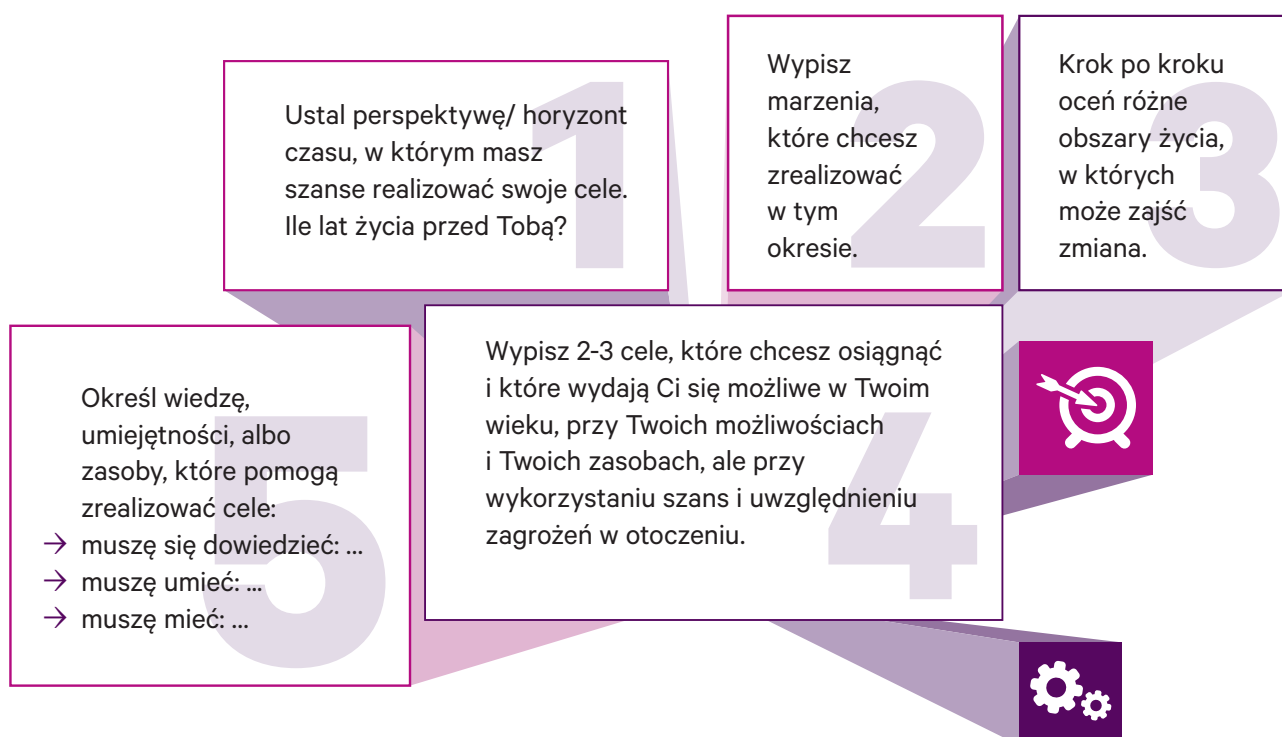 1
Ustal perspektywę/ horyzont
czasu, w którym masz
szanse realizować swoje cele.
Ile lat życia przed Tobą?
2
Wypisz
marzenia,
które chcesz
zrealizować
w tym
okresie.
3
Krok po kroku
oceń różne
obszary życia,
w których
może zajść
zmiana.
4
Wypisz 2-3 cele, które chcesz osiągnąć
i które wydają Ci się możliwe w Twoim
wieku, przy Twoich możliwościach
i Twoich zasobach, ale przy
wykorzystaniu szans i uwzględnieniu
zagrożeń w otoczeniu.
5
Określ wiedzę,
umiejętności, albo
zasoby, które pomogą
zrealizować cele:
→ muszę się dowiedzieć: ...
→ muszę umieć: ...
→ muszę mieć: ...